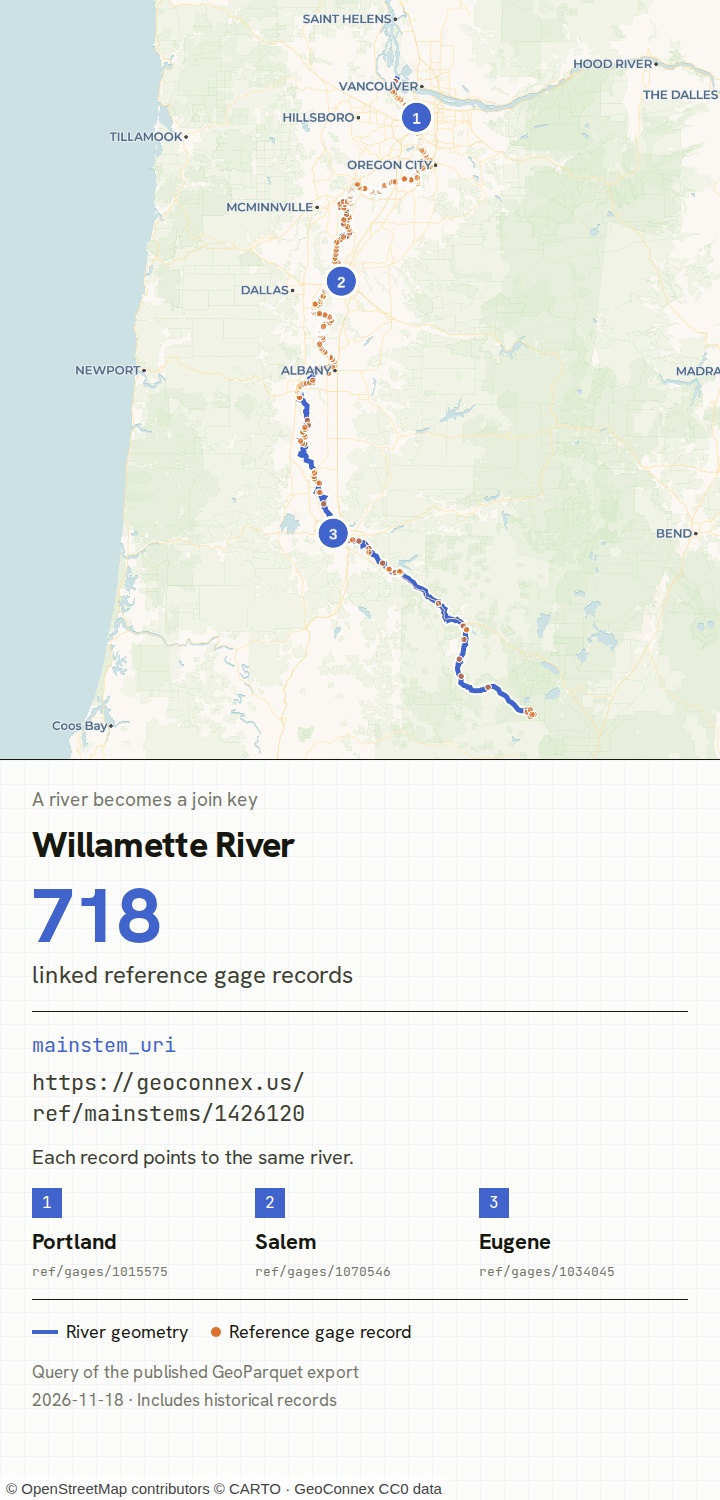 SAINT HELENS
HOOD RIVER
VANCOUVER
THE DALLES
HILLSBORO
1
TILLAMOOK
OREGON CITY
MCMINNVILLE
2
DALLAS
NEWPORT
ALBANY
MADRA
3
BEND
Coos Bay
A river becomes a join key
Willamette River
718
linked reference gage records
mainstem_uri
https://geoconnex.us/
ref/mainstems/1426120
Each record points to the same river.
1 2 3
Portland Salem Eugene
ref/gages/1015575 ref/gages/1070546 ref/gages/1034045
River geometry Reference gage record
Query of the published GeoParquet export
2026-11-18 · Includes historical records
© OpenStreetMap contributors © CARTO · GeoConnex CC0 data